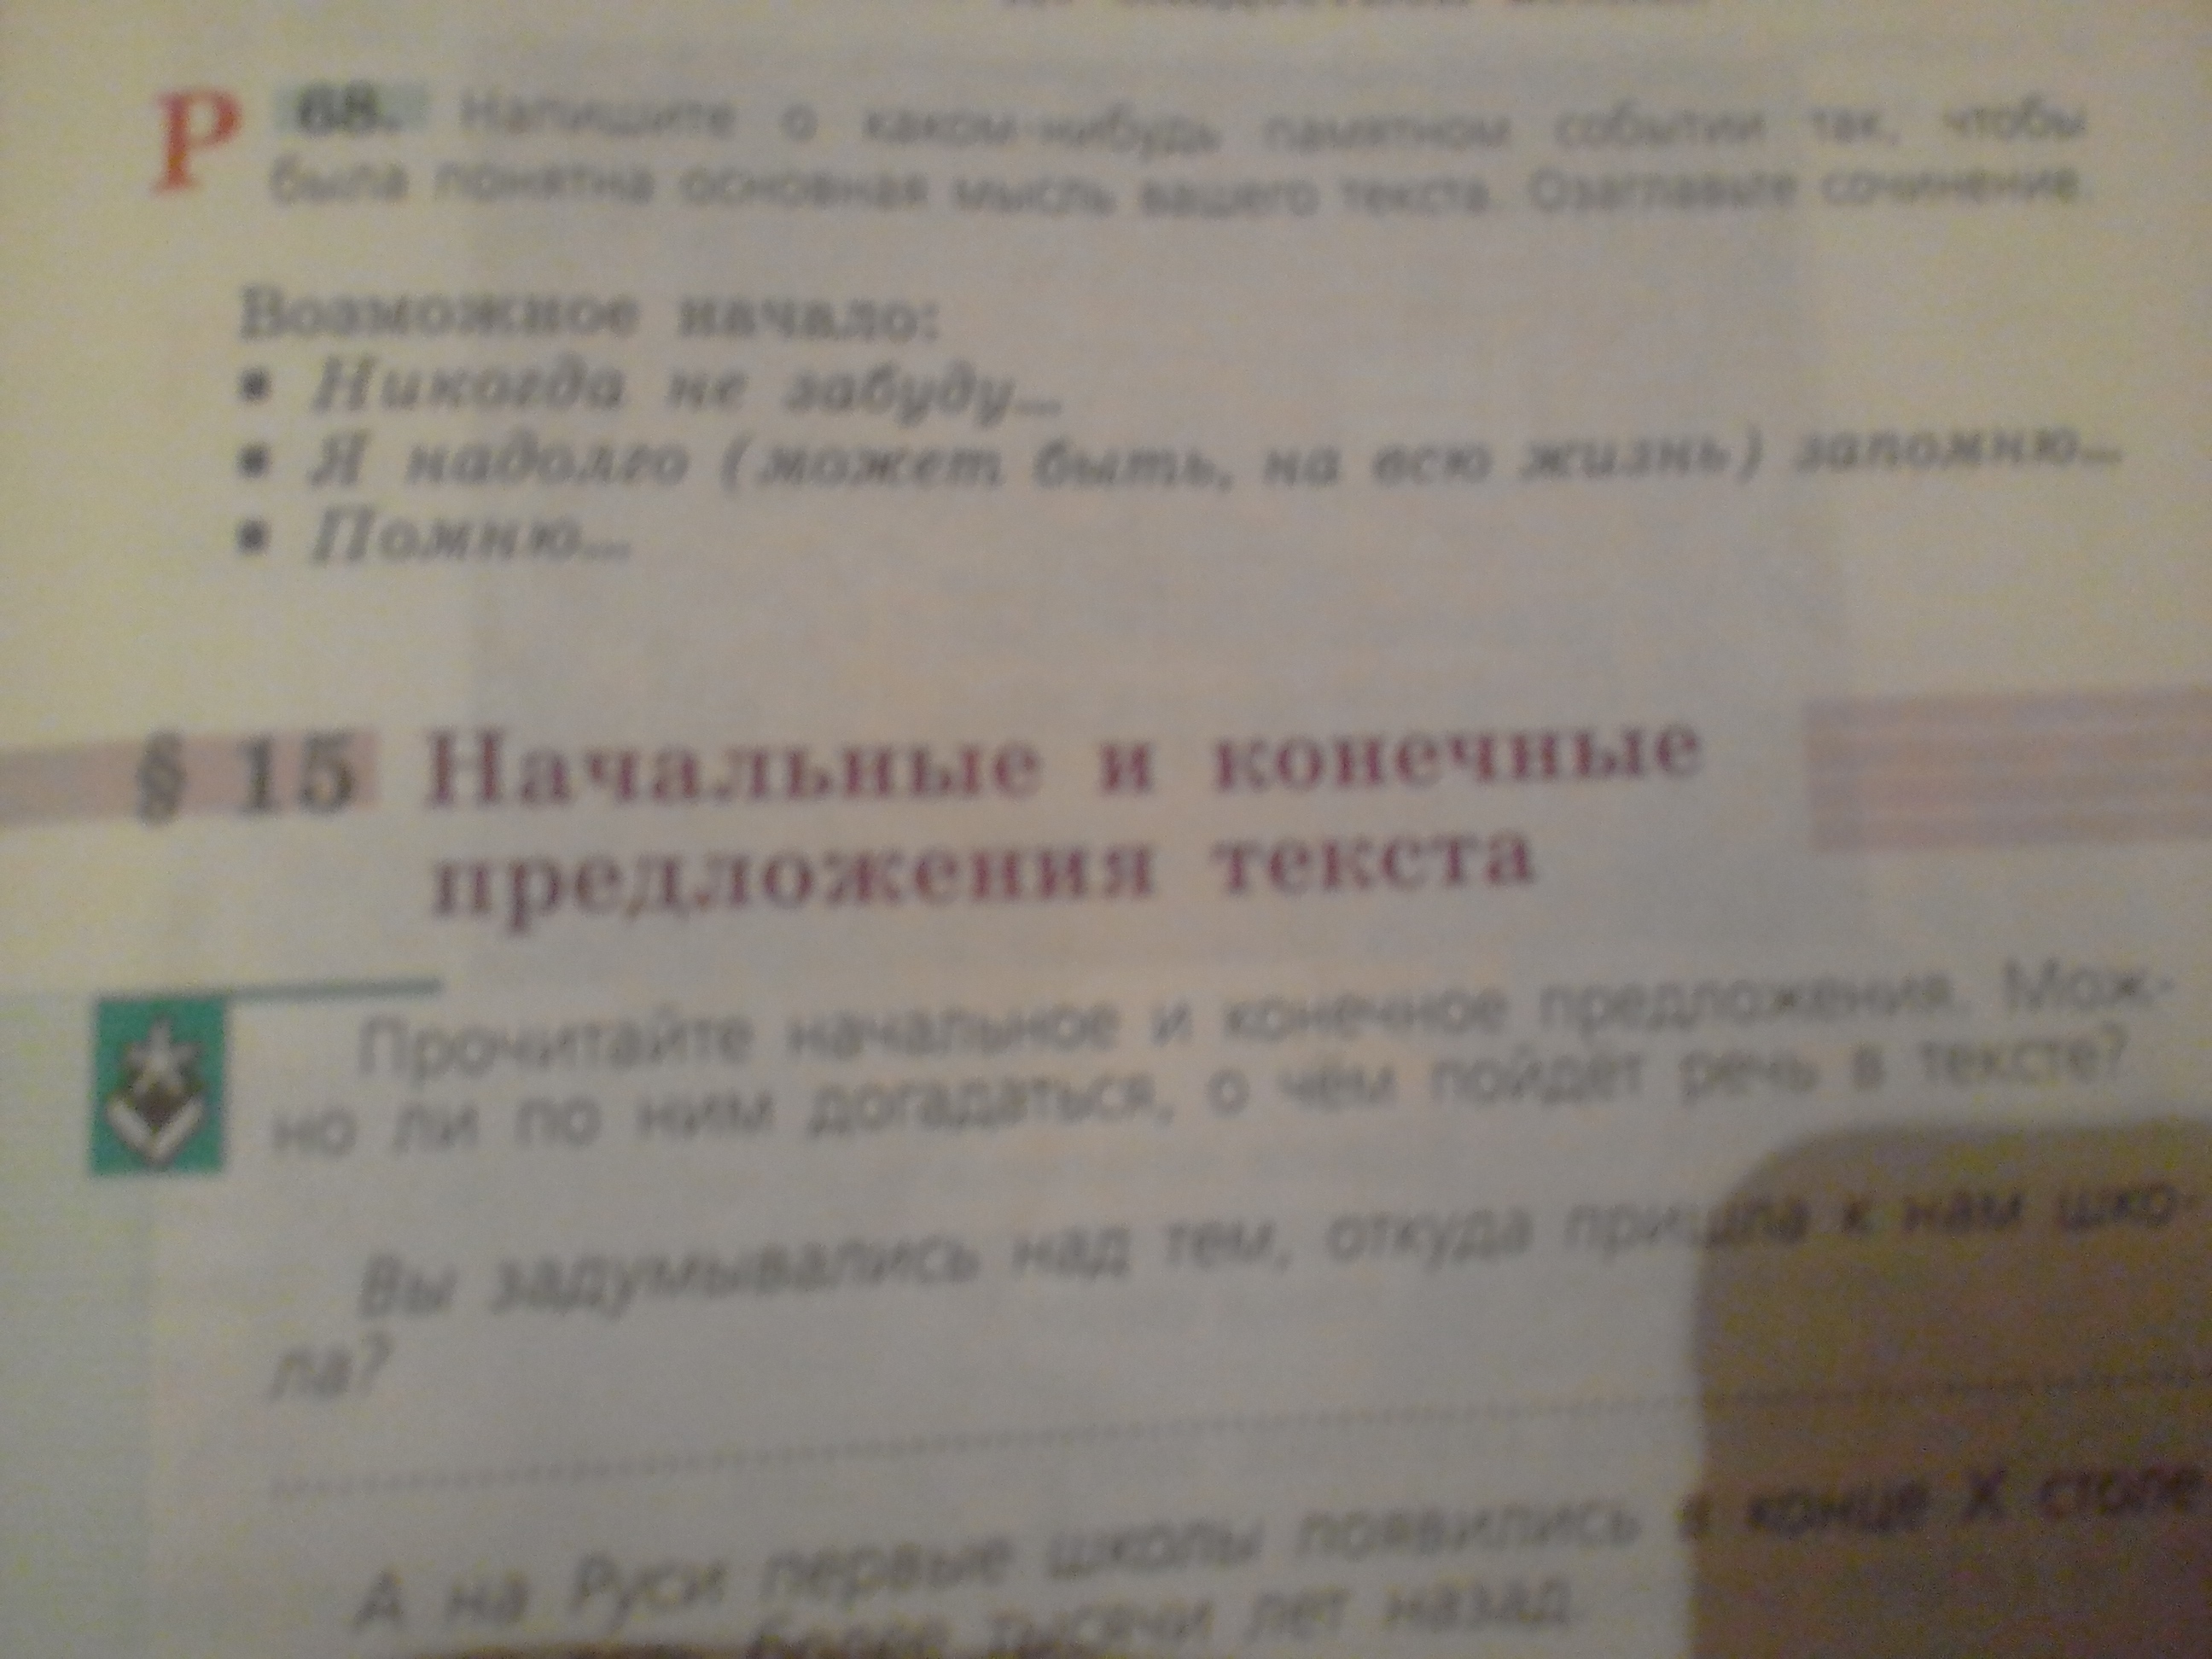 Р 68. Напишите о каком-нибудь памятном событии так, чтобы
была понятна основная мысль вашего текста. Озаглавьте сочинение.
Возможное начало:
• Никогда не забуду...
• Я надолго (может быть, на всю жизнь) запомню...
• Помню...
§ 15 Начальные и конечные
предложения текста
Прочитайте начальное и конечное предложения. Мож-
но ли по ним догадаться, о чём пойдёт речь в тексте?
Вы задумывались над тем, откуда пришла к нам шко-
ла?
А на Руси первые школы появились в конце X столе
более тысячи лет назад